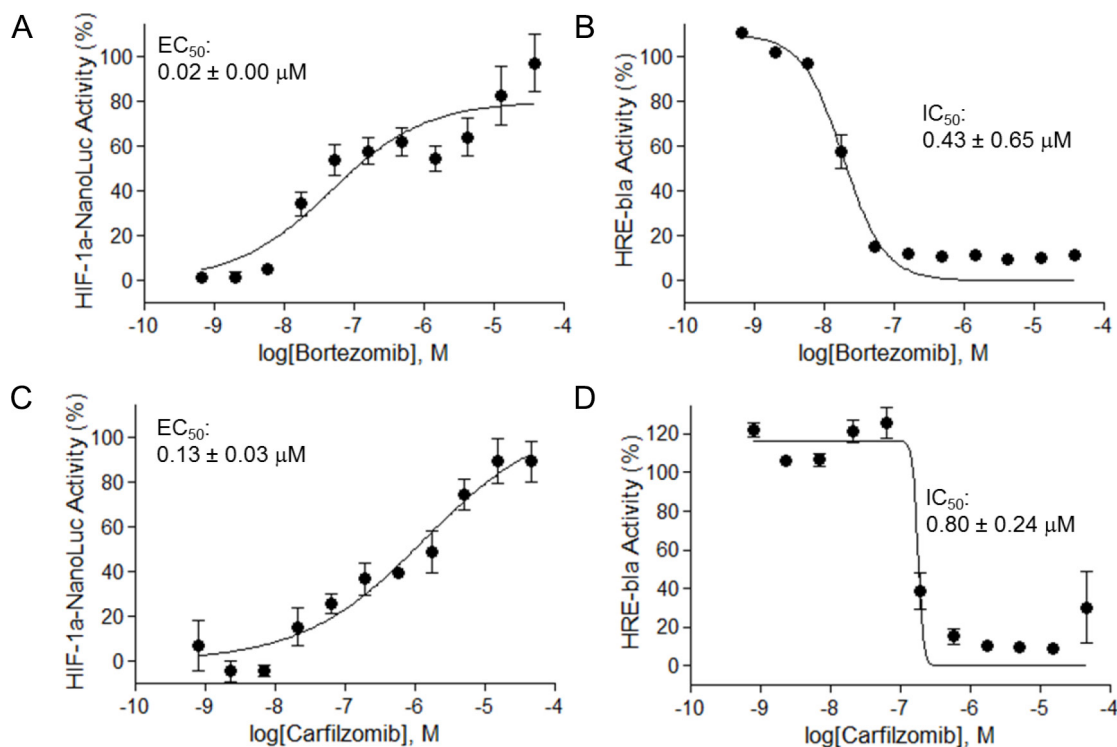 A
HIF-1a-NanoLuc Activity (%)
EC50:
0.02 ± 0.00 μM
100
80
60
40
20
0
-10 -9 -8 -7 -6 -5 -4
log[Bortezomib], M
B
HRE-bla Activity (%)
IC50:
0.43 ± 0.65 μM
100
80
60
40
20
0
-10 -9 -8 -7 -6 -5 -4
log[Bortezomib], M
C
HIF-1a-NanoLuc Activity (%)
EC50:
0.13 ± 0.03 μM
100
80
60
40
20
0
-10 -9 -8 -7 -6 -5 -4
log[Carfilzomib], M
D
HRE-bla Activity (%)
IC50:
0.80 ± 0.24 μM
120
100
80
60
40
20
0
-10 -9 -8 -7 -6 -5 -4
log[Carfilzomib], M